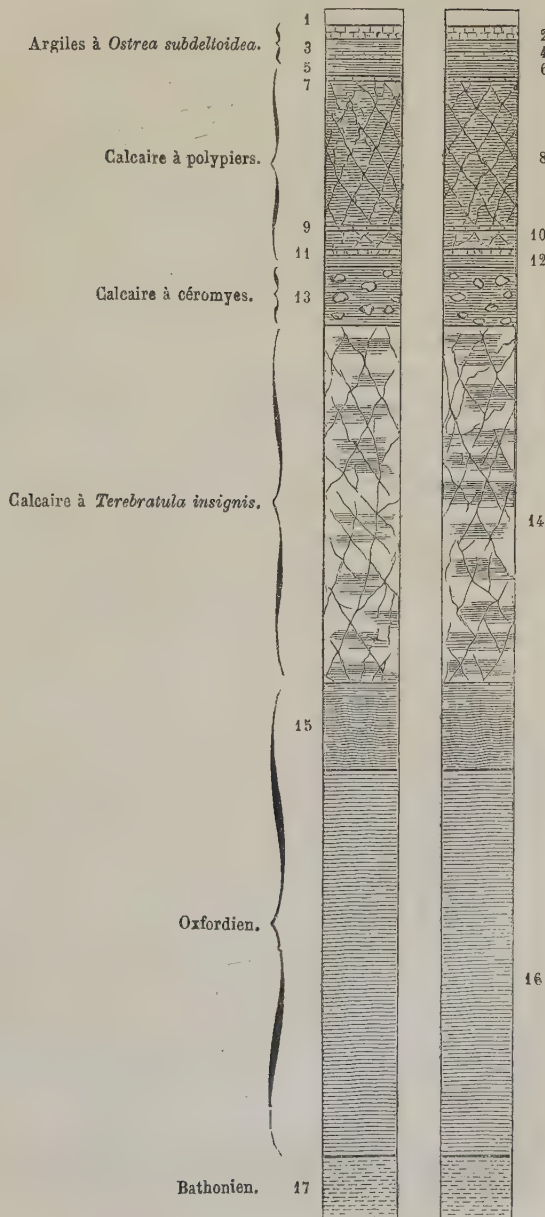 1
2
Argiles à Ostrea subdeltoidea.
3
4
5
6
7
Calcaire à polypiers.
8
9
10
11
12
Calcaire à céromyes.
13
Calcaire à Terebratula insignis.
14
15
Oxfordien.
16
Bathonien.
17